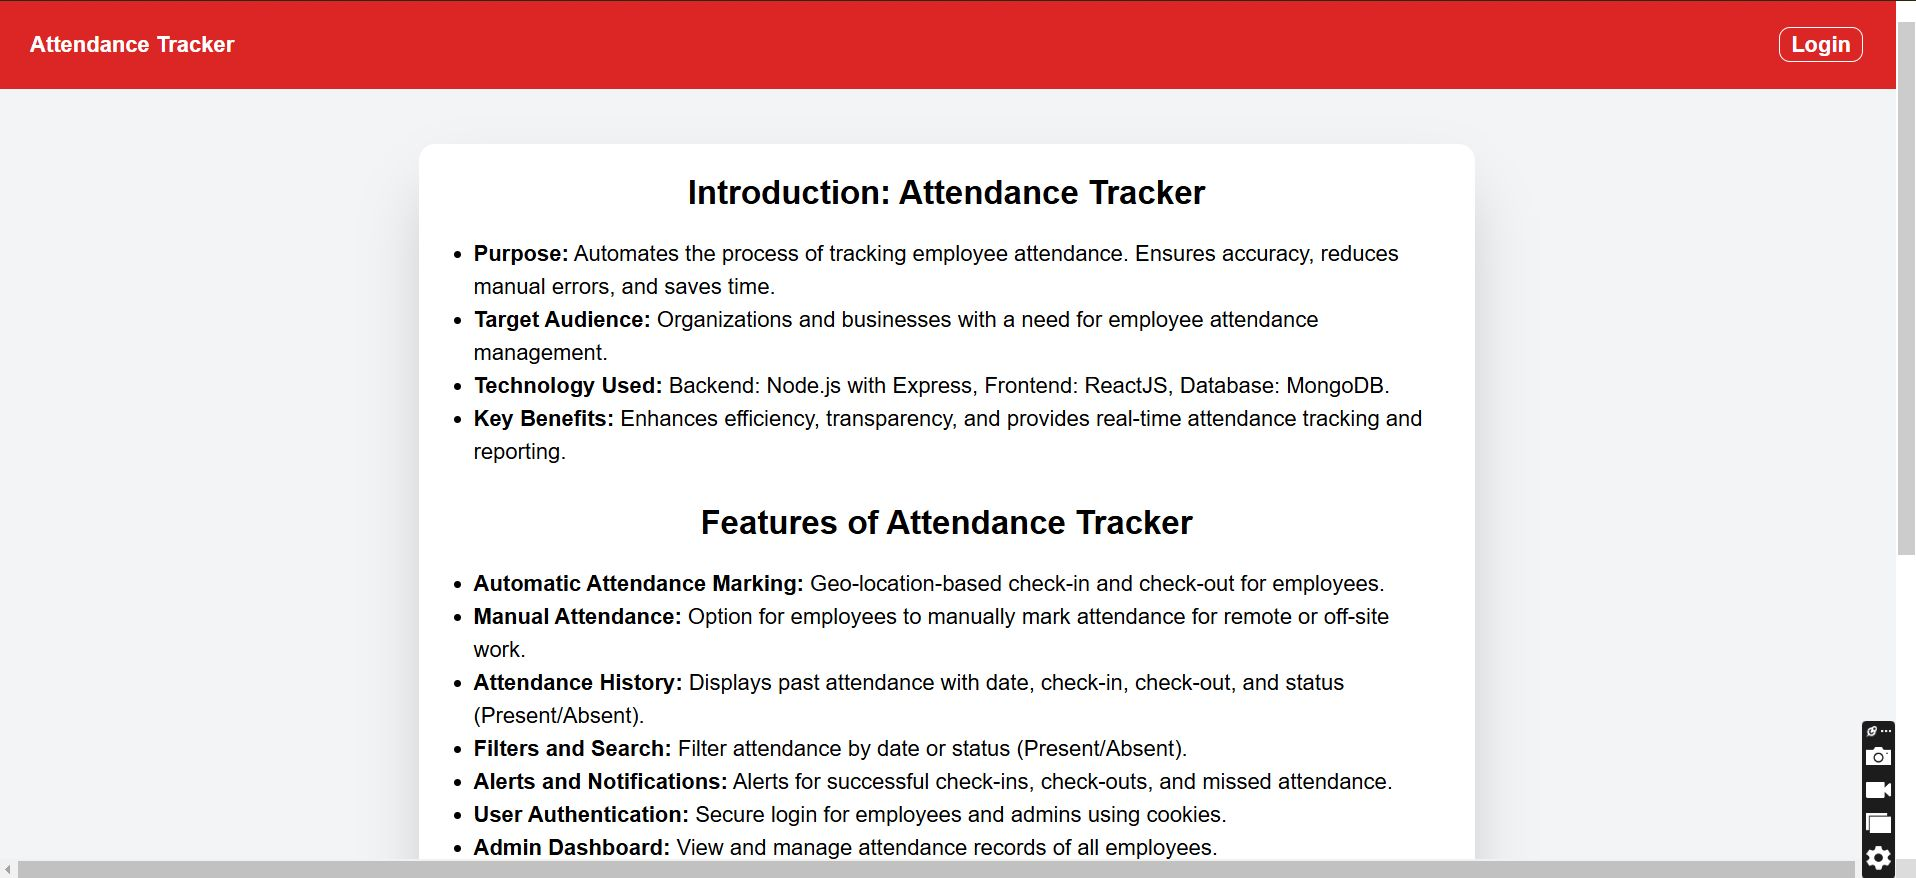 Attendance Tracker
Login
Introduction: Attendance Tracker
• Purpose: Automates the process of tracking employee attendance. Ensures accuracy, reduces
manual errors, and saves time.
• Target Audience: Organizations and businesses with a need for employee attendance
management.
• Technology Used: Backend: Node.js with Express, Frontend: ReactJS, Database: MongoDB.
• Key Benefits: Enhances efficiency, transparency, and provides real-time attendance tracking and
reporting.
Features of Attendance Tracker
• Automatic Attendance Marking: Geo-location-based check-in and check-out for employees.
• Manual Attendance: Option for employees to manually mark attendance for remote or off-site
work.
• Attendance History: Displays past attendance with date, check-in, check-out, and status
(Present/Absent).
• Filters and Search: Filter attendance by date or status (Present/Absent).
• Alerts and Notifications: Alerts for successful check-ins, check-outs, and missed attendance.
• User Authentication: Secure login for employees and admins using cookies.
• Admin Dashboard: View and manage attendance records of all employees.